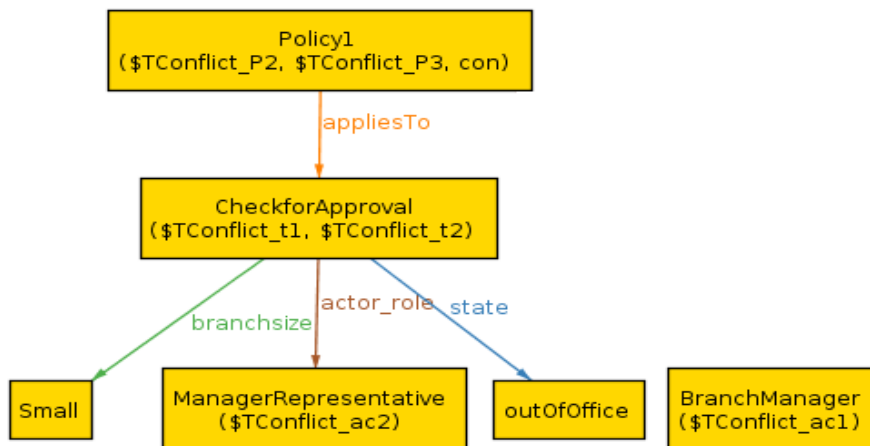 Policy1
($TConflict_P2, $TConflict_P3, con)
appliesTo
CheckforApproval
($TConflict_t1, $TConflict_t2)
actor_role
state
branchsize
Small
ManagerRepresentative
($TConflict_ac2)
outOfOffice
BranchManager
($TConflict_ac1)